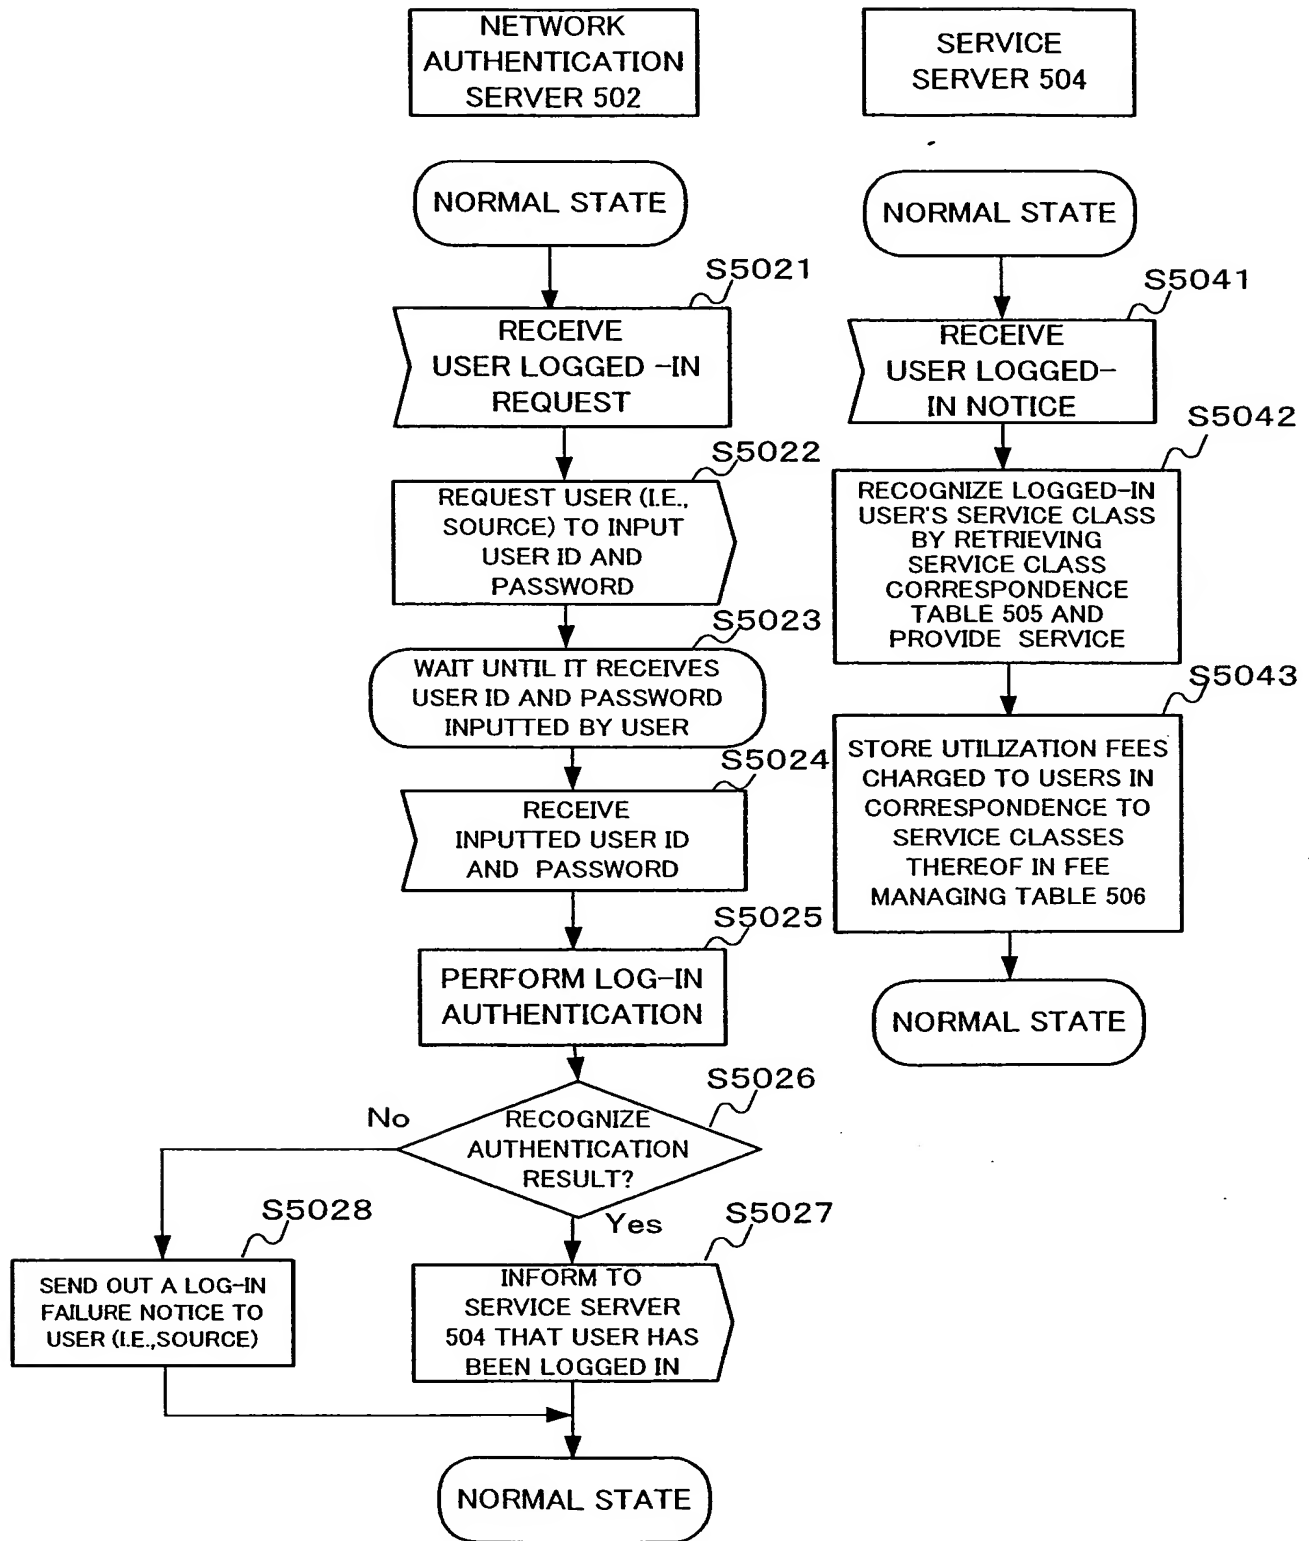 NETWORK
AUTHENTICATION
SERVER 502
NORMAL STATE
S5021
RECEIVE
USER LOGGED -IN
REQUEST
S5022
REQUEST USER (I.E.,
SOURCE) TO INPUT
USER ID AND
PASSWORD
S5023
WAIT UNTIL IT RECEIVES
USER ID AND PASSWORD
INPUTTED BY USER
S5024
RECEIVE
INPUTTED USER ID
AND PASSWORD
S5025
PERFORM LOG-IN
AUTHENTICATION
S5026
RECOGNIZE
AUTHENTICATION
RESULT?
No
Yes
S5028
SEND OUT A LOG-IN
FAILURE NOTICE TO
USER (I.E.,SOURCE)
S5027
INFORM TO
SERVICE SERVER
504 THAT USER HAS
BEEN LOGGED IN
NORMAL STATE
SERVICE
SERVER 504
NORMAL STATE
S5041
RECEIVE
USER LOGGED-
IN NOTICE
S5042
RECOGNIZE LOGGED-IN
USER'S SERVICE CLASS
BY RETRIEVING
SERVICE CLASS
CORRESPONDENCE
TABLE 505 AND
PROVIDE SERVICE
S5043
STORE UTILIZATION FEES
CHARGED TO USERS IN
CORRESPONDENCE TO
SERVICE CLASSES
THEREOF IN FEE
MANAGING TABLE 506
NORMAL STATE